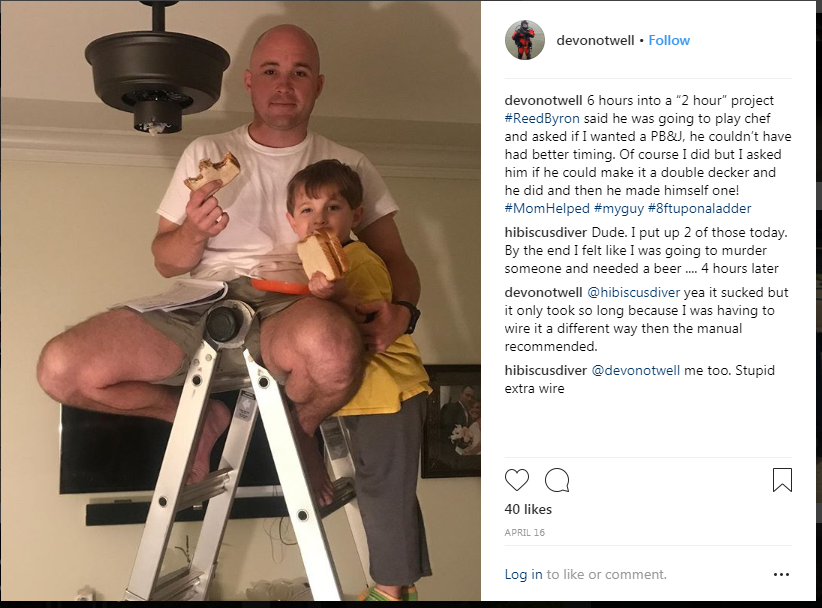 devonotwell • Follow
devonotwell 6 hours into a “2 hour” project
#ReedByron said he was going to play chef
and asked if I wanted a PB&J, he couldn’t have
had better timing. Of course I did but I asked
him if he could make it a double decker and
he did and then he made himself one!
#MomHelped #myguy #8ftuponaladder
hibiscusdiver Dude. I put up 2 of those today.
By the end I felt like I was going to murder
someone and needed a beer .... 4 hours later
devonotwell @hibiscusdiver yea it sucked but
it only took so long because I was having to
wire it a different way then the manual
recommended.
hibiscusdiver @devonotwell me too. Stupid
extra wire
40 likes
APRIL 16
Log in to like or comment.